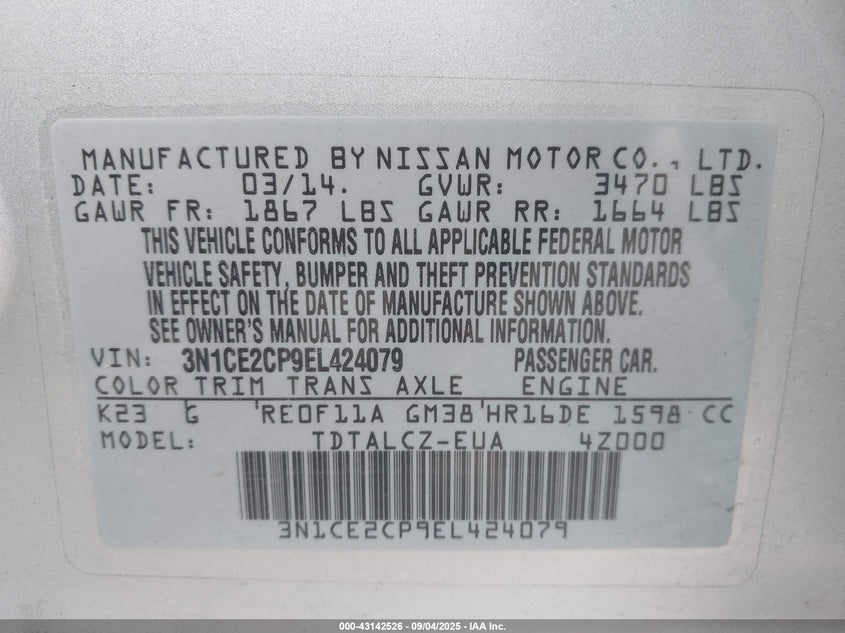 MANUFACTURED BY NISSAN MOTOR CO., LTD.
DATE: 03/14. GVWR: 3470 LBS
GAWR FR: 1867 LBS GAWR RR: 1664 LBS
THIS VEHICLE CONFORMS TO ALL APPLICABLE FEDERAL MOTOR
VEHICLE SAFETY, BUMPER AND THEFT PREVENTION STANDARDS
IN EFFECT ON THE DATE OF MANUFACTURE SHOWN ABOVE.
SEE OWNER'S MANUAL FOR ADDITIONAL INFORMATION.
VIN: 3N1CE2CP9EL424079 PASSENGER CAR.
COLOR TRIM TRANS AXLE ENGINE
K23 G RE0F11A GM38 HR16DE 1598 CC
MODEL: TDTALCZ-EUA 4Z000
3N1CE2CP9EL424079
000-43142526 - 09/04/2025 - IAA Inc.